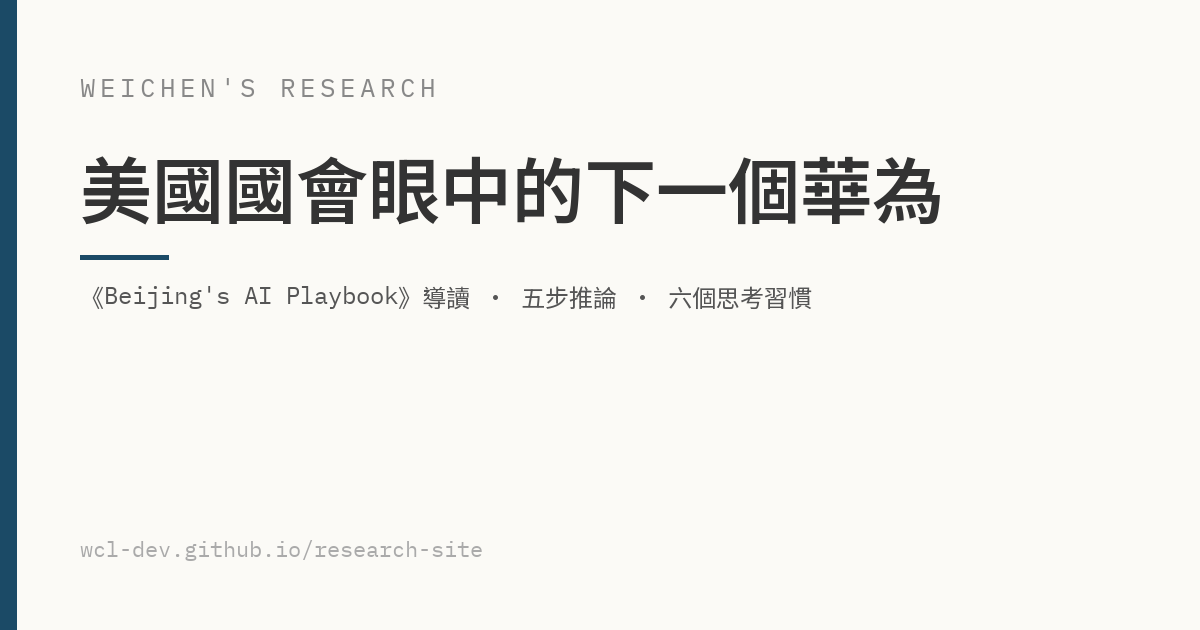 WEICHEN'S RESEARCH
美國國會眼中的下一個華為
《Beijing's AI Playbook》導讀 · 五步推論 · 六個思考習慣
wcl-dev.github.io/research-site